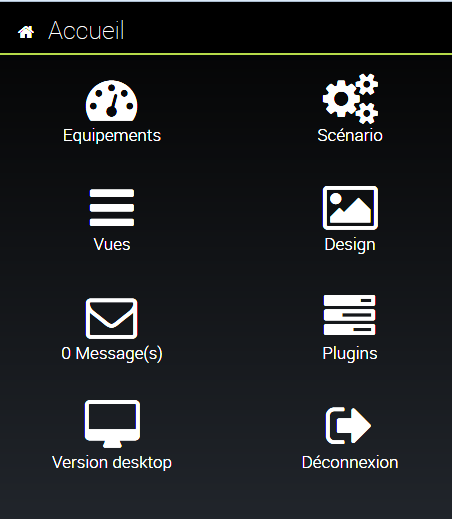 Accueil
Equipements
Scénario
Vues
Design
0 Message(s)
Plugins
Version desktop
Déconnexion